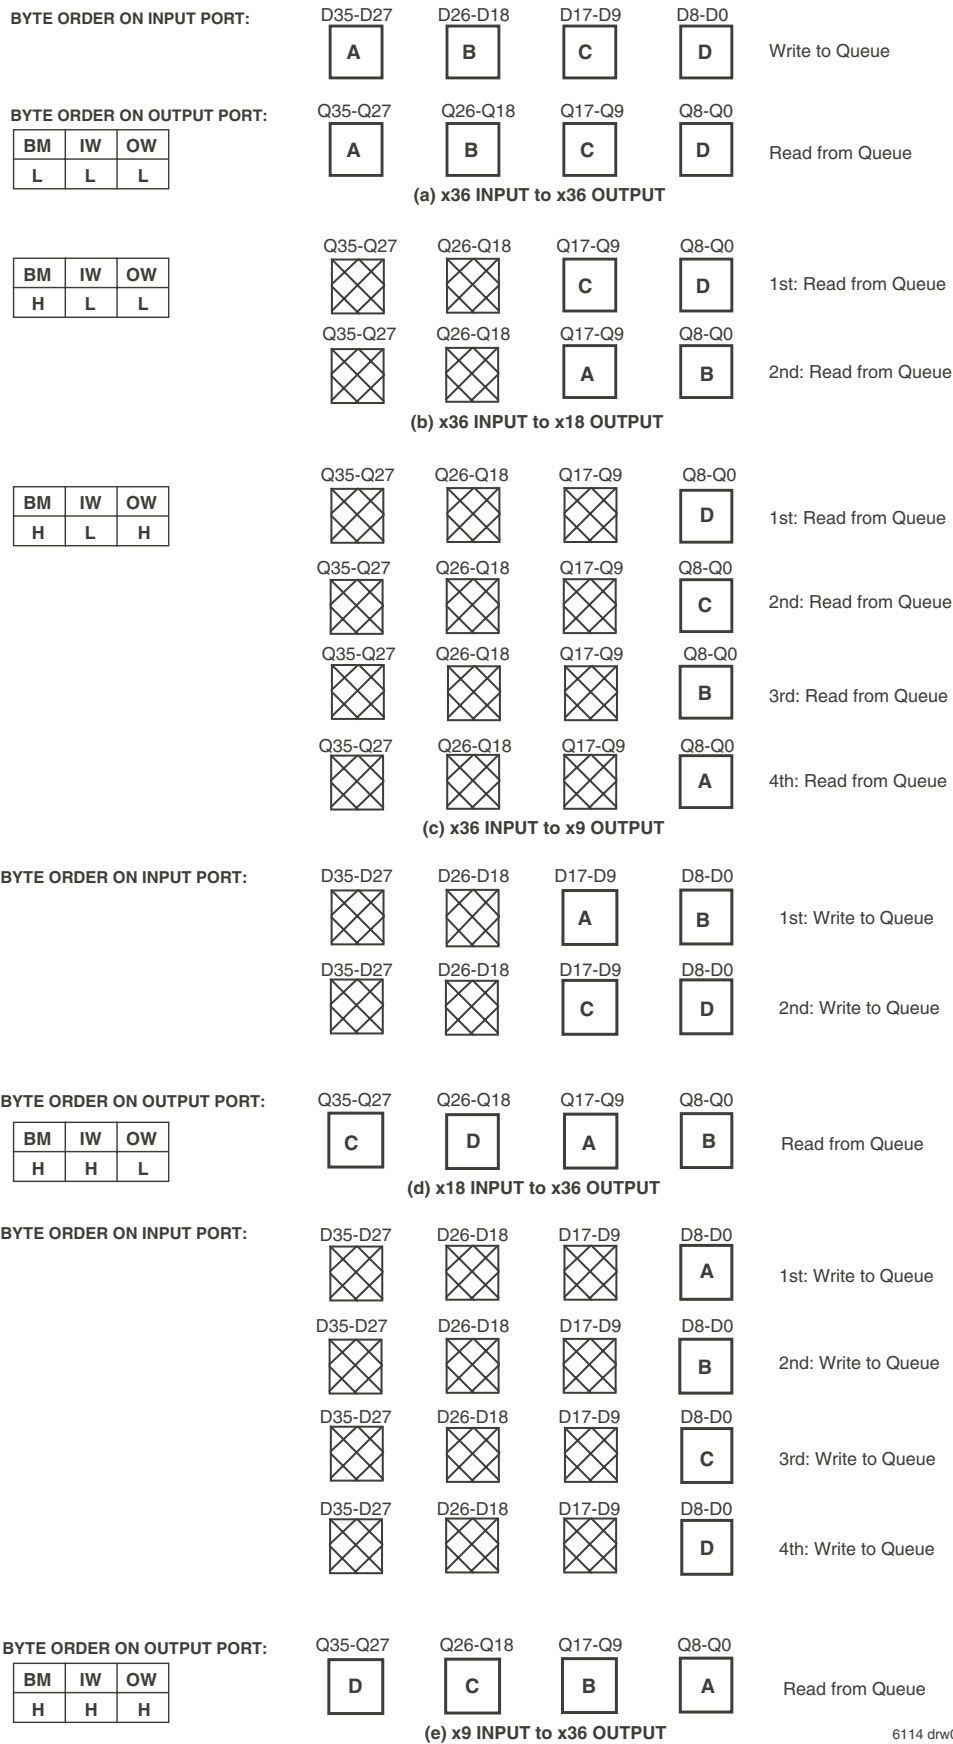 BYTE ORDER ON INPUT PORT: D35-D27 D26-D18 D17-D9 D8-D0
A B C D Write to Queue
BYTE ORDER ON OUTPUT PORT: Q35-Q27 Q26-Q18 Q17-Q9 Q8-Q0
BM IW OW A B C D Read from Queue
L L L
(a) x36 INPUT to x36 OUTPUT
Q35-Q27 Q26-Q18 Q17-Q9 Q8-Q0
BM IW OW C D 1st: Read from Queue
H L L
Q35-Q27 Q26-Q18 Q17-Q9 Q8-Q0
A B 2nd: Read from Queue
(b) x36 INPUT to x18 OUTPUT
Q35-Q27 Q26-Q18 Q17-Q9 Q8-Q0
BM IW OW D 1st: Read from Queue
H L H
Q35-Q27 Q26-Q18 Q17-Q9 Q8-Q0
C 2nd: Read from Queue
Q35-Q27 Q26-Q18 Q17-Q9 Q8-Q0
B 3rd: Read from Queue
Q35-Q27 Q26-Q18 Q17-Q9 Q8-Q0
A 4th: Read from Queue
(c) x36 INPUT to x9 OUTPUT
BYTE ORDER ON INPUT PORT: D35-D27 D26-D18 D17-D9 D8-D0
A B 1st: Write to Queue
D35-D27 D26-D18 D17-D9 D8-D0
C D 2nd: Write to Queue
BYTE ORDER ON OUTPUT PORT: Q35-Q27 Q26-Q18 Q17-Q9 Q8-Q0
BM IW OW C D A B Read from Queue
H H L
(d) x18 INPUT to x36 OUTPUT
BYTE ORDER ON INPUT PORT: D35-D27 D26-D18 D17-D9 D8-D0
A 1st: Write to Queue
D35-D27 D26-D18 D17-D9 D8-D0
B 2nd: Write to Queue
D35-D27 D26-D18 D17-D9 D8-D0
C 3rd: Write to Queue
D35-D27 D26-D18 D17-D9 D8-D0
D 4th: Write to Queue
BYTE ORDER ON OUTPUT PORT: Q35-Q27 Q26-Q18 Q17-Q9 Q8-Q0
BM IW OW D C B A Read from Queue
H H H
(e) x9 INPUT to x36 OUTPUT 6114